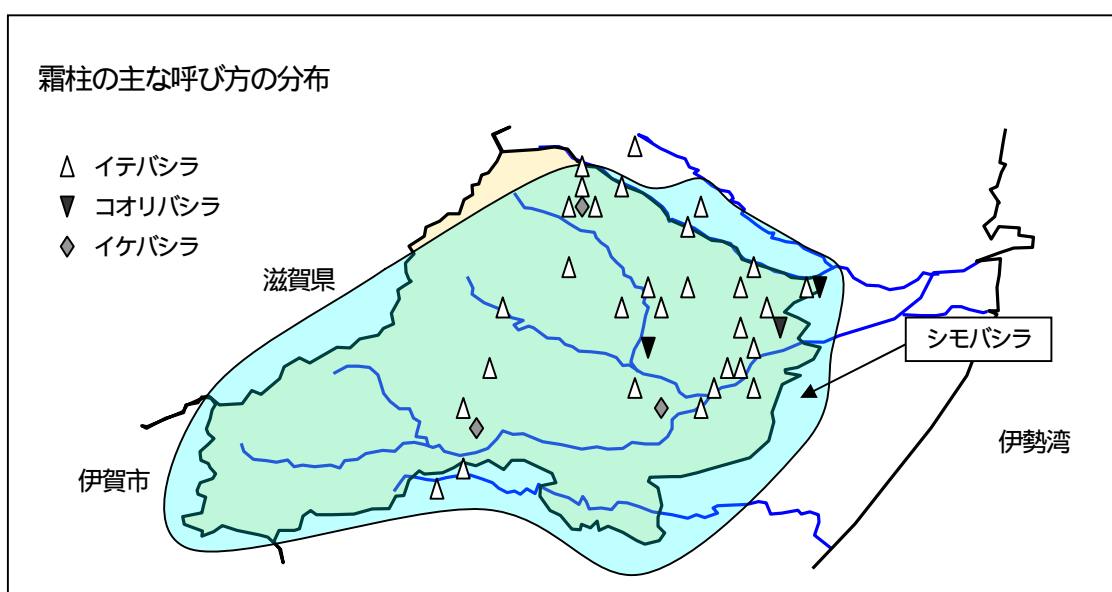 霜柱の主な呼び方の分布
イテバシラ
コオリバシラ
イケバシラ
滋賀県
シモバシラ
伊勢湾
伊賀市